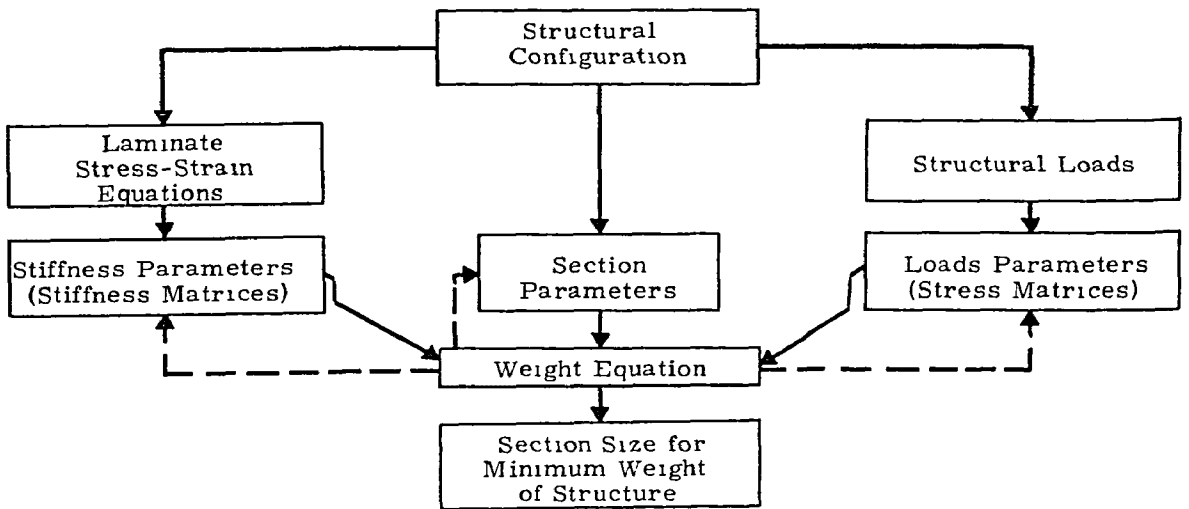 Structural
Configuration
Laminate
Stress-Strain
Equations
Structural Loads
Stiffness Parameters
(Stiffness Matrices)
Section
Parameters
Loads Parameters
(Stress Matrices)
Weight Equation
Section Size for
Minimum Weight
of Structure